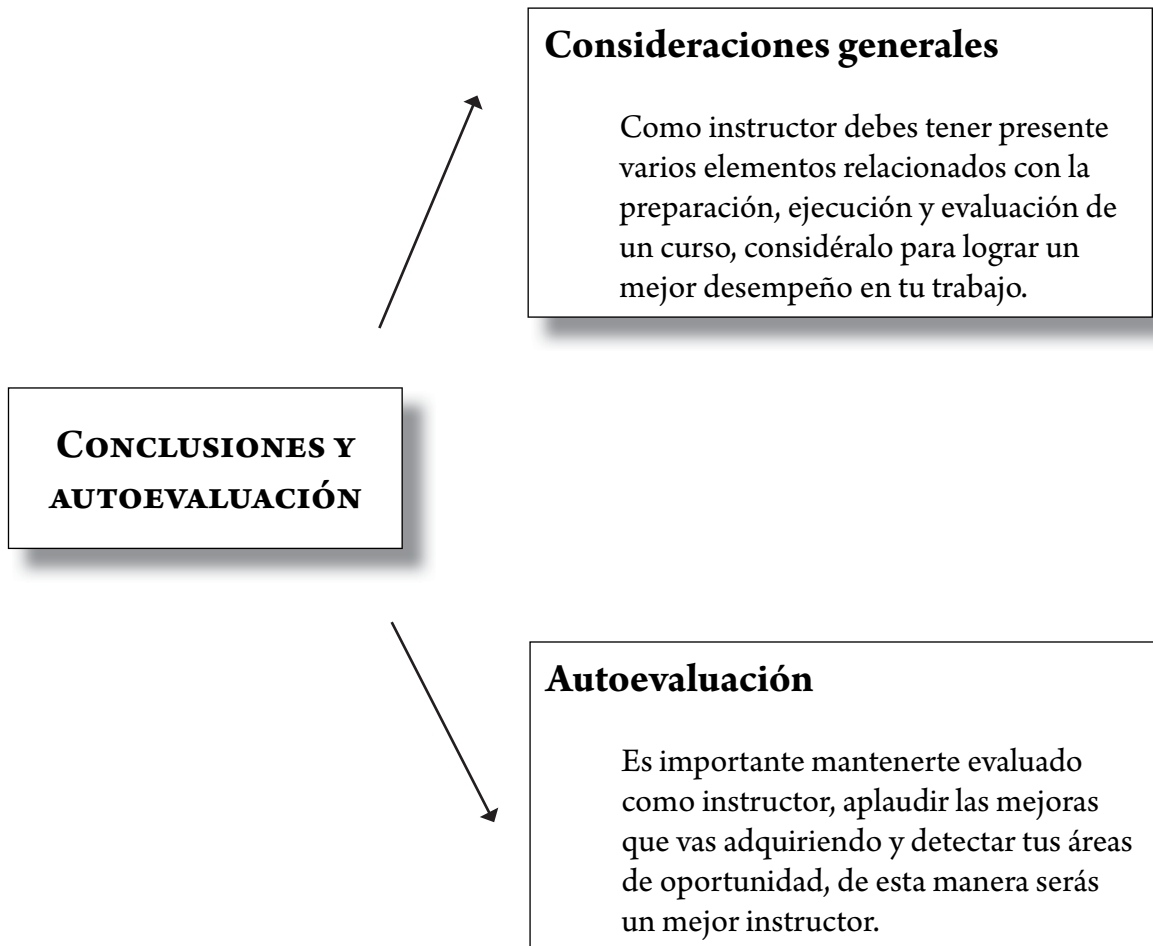 Consideraciones generales
Como instructor debes tener presente
varios elementos relacionados con la
preparación, ejecución y evaluación de
un curso, considéralo para lograr un
mejor desempeño en tu trabajo.
Conclusiones y
autoevaluación
Autoevaluación
Es importante mantenerte evaluado
como instructor, aplaudir las mejoras
que vas adquiriendo y detectar tus áreas
de oportunidad, de esta manera serás
un mejor instructor.